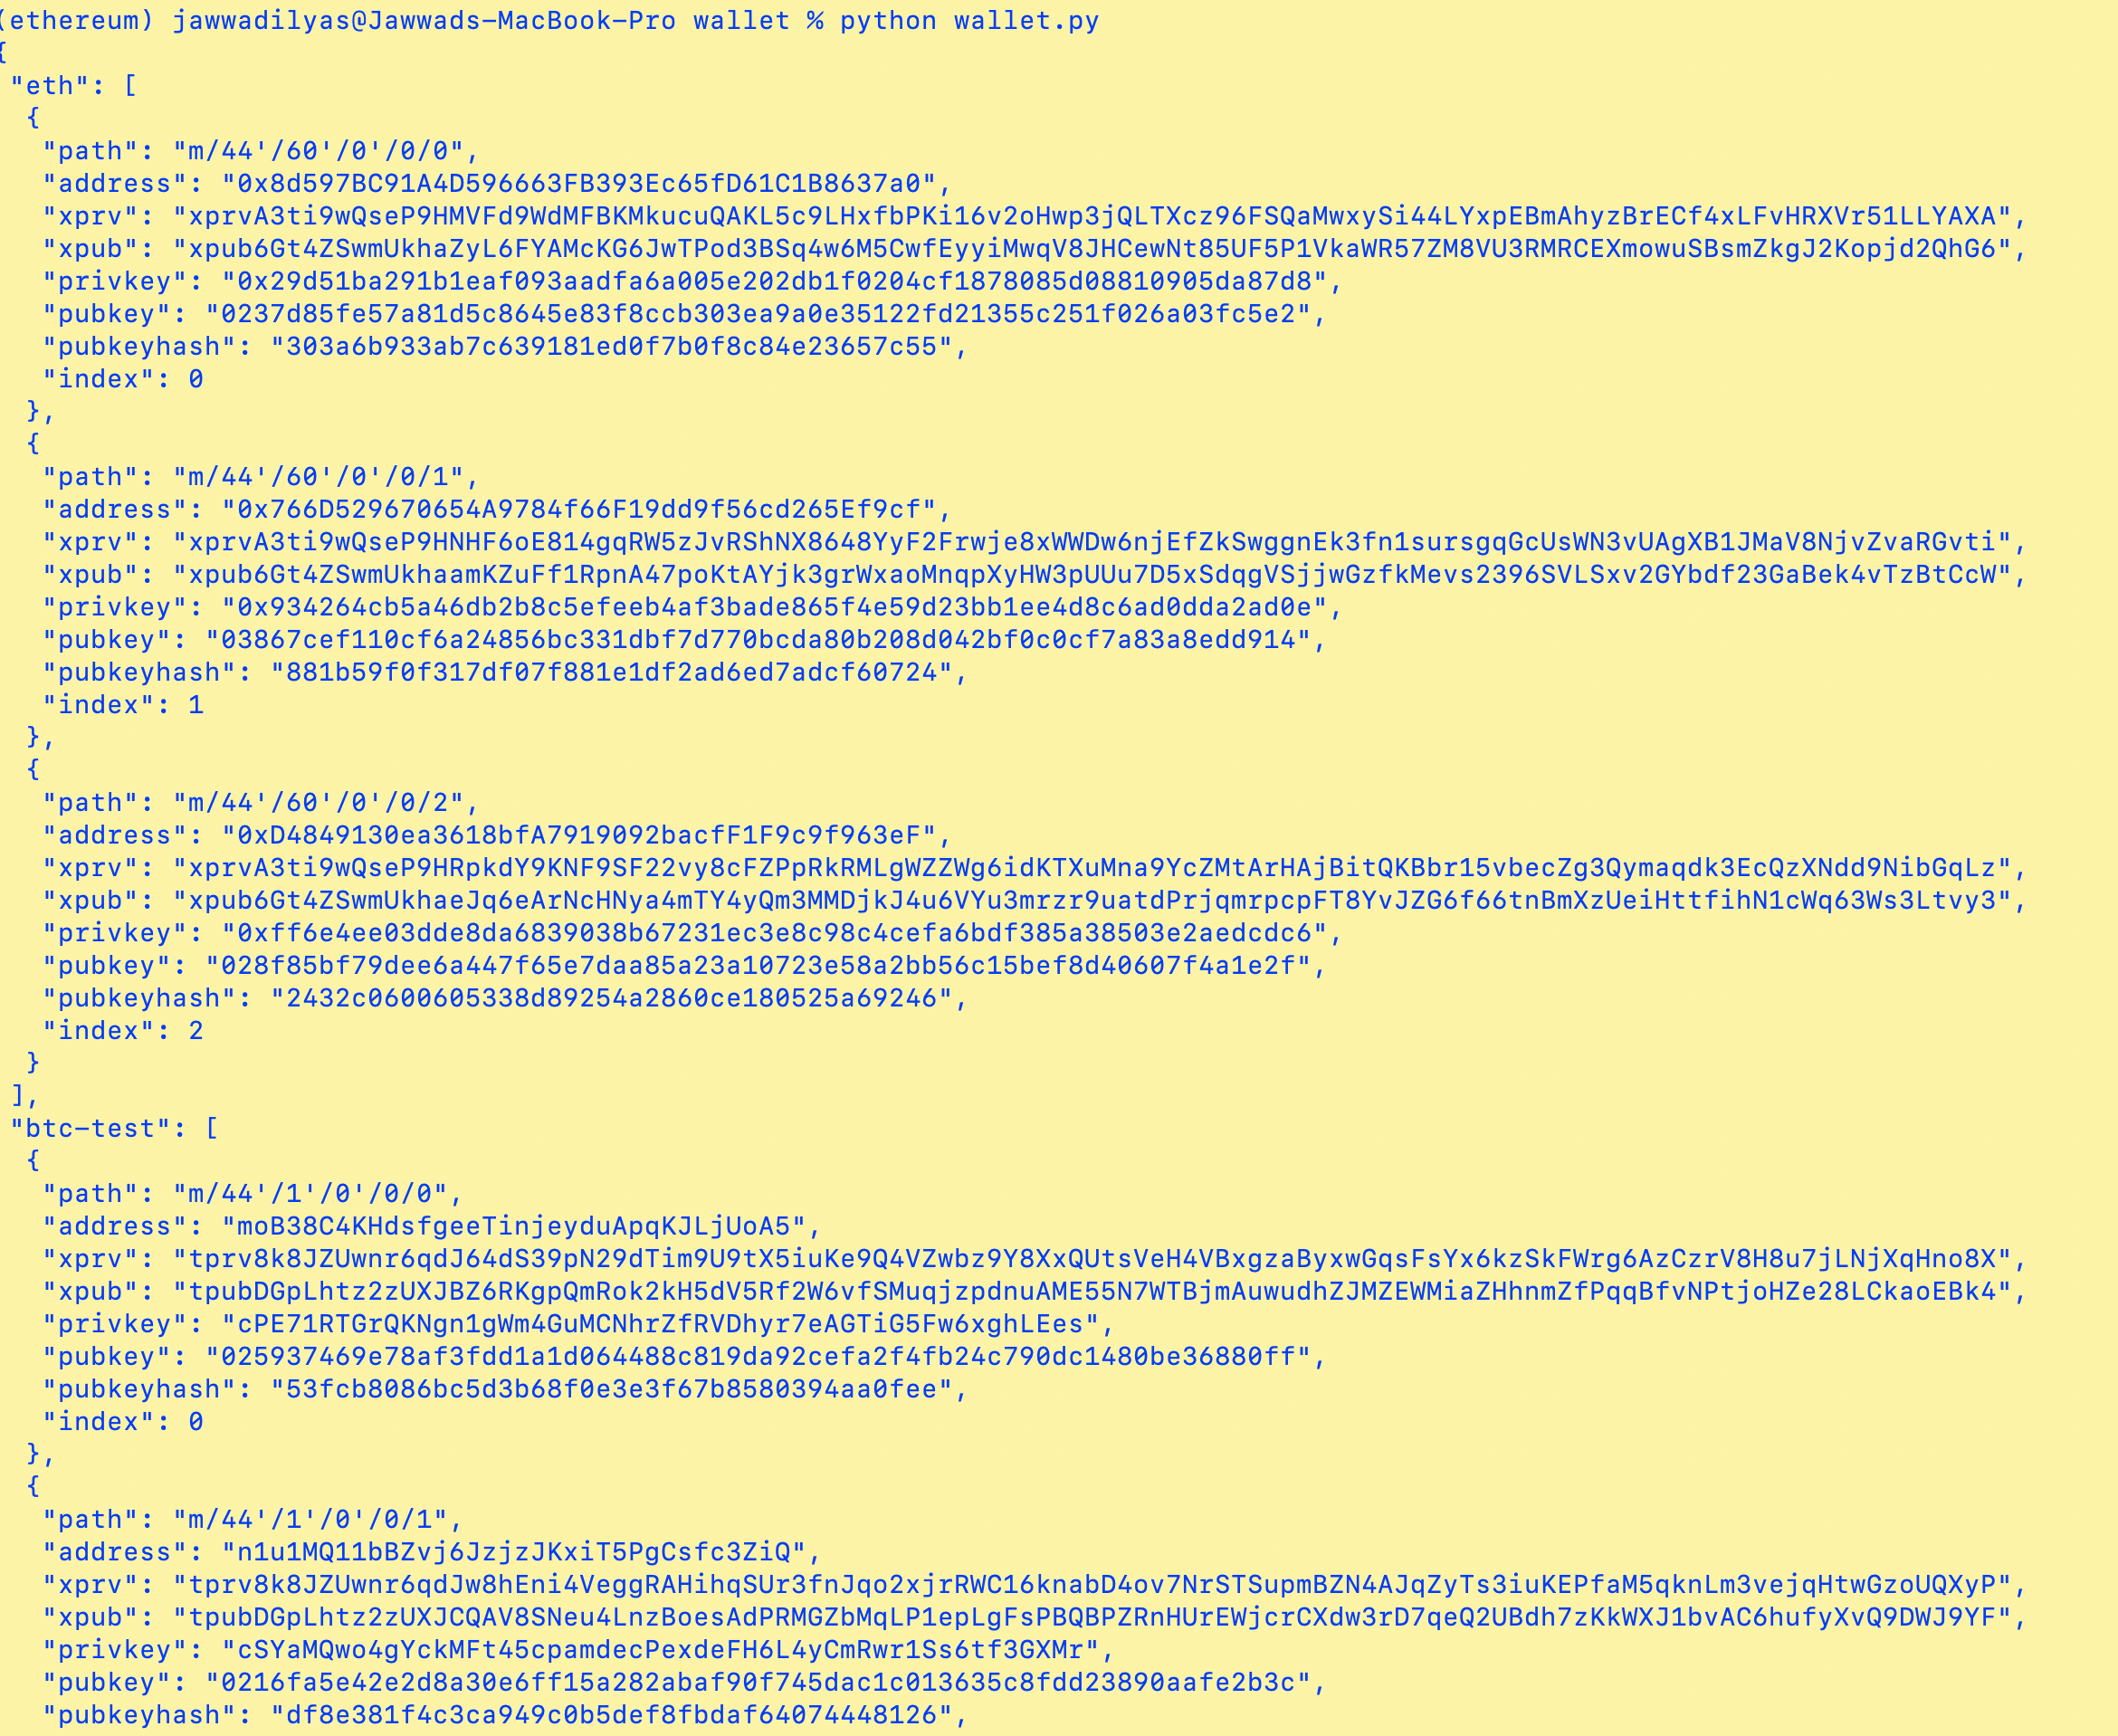 (ethereum) jawwadilyas@Jawwads-MacBook-Pro wallet % python wallet.py
{
"eth": [
{
"path": "m/44'/60'/0'/0/0",
"address": "0x8d597BC91A4D596663FB393Ec65fD61C1B8637a0",
"xprv": "xprvA3ti9wQseP9HMVFd9WdMFBKMkucuQAKL5c9LHxfbPKi16v2oHwp3jQLTXcz96FSQaMwxySi44LYxpEBmAhyzBrECf4xLFvHRXVr51LLYAXA",
"xpub": "xpub6Gt4ZSwmUkhaZyL6FYAMcKG6JwTPod3BSq4w6M5CwfEyyiMwqV8JHCewNt85UF5P1VkaWR57ZM8VU3RMRCEXmowuSBsmZkgJ2Kopjd2QhG6",
"privkey": "0x29d51ba291b1eaf093aadfa6a005e202db1f0204cf1878085d08810905da87d8",
"pubkey": "0237d85fe57a81d5c8645e83f8ccb303ea9a0e35122fd21355c251f026a03fc5e2",
"pubkeyhash": "303a6b933ab7c639181ed0f7b0f8c84e23657c55",
"index": 0
},
{
"path": "m/44'/60'/0'/0/1",
"address": "0x766D529670654A9784f66F19dd9f56cd265Ef9cf",
"xprv": "xprvA3ti9wQseP9HNHF6oE814gqRW5zJvRShNX8648YyF2Frwje8xWWDw6njEfZkSwggnEk3fn1sursgqGcUsWN3vUAgXB1JMaV8NjvZvaRGvti",
"xpub": "xpub6Gt4ZSwmUkhaamKZuFf1RpnA47poKtAYjk3grWxaoMnqpXyHW3pUUu7D5xSdqgVSjjwGzfkMevs2396SVLSxv2GYbdf23GaBek4vTzBtCcW",
"privkey": "0x934264cb5a46db2b8c5efeeb4af3bade865f4e59d23bb1ee4d8c6ad0dda2ad0e",
"pubkey": "03867cef110cf6a24856bc331dbf7d770bcda80b208d042bf0c0cf7a83a8edd914",
"pubkeyhash": "881b59f0f317df07f881e1df2ad6ed7adcf60724",
"index": 1
},
{
"path": "m/44'/60'/0'/0/2",
"address": "0xD4849130ea3618bfA7919092bacfF1F9c9f963eF",
"xprv": "xprvA3ti9wQseP9HRpkdY9KNF9SF22vy8cFZPpRkRMLgWZZWg6idKTXuMna9YcZMtArHAjBitQKBbr15vbecZg3Qymaqdk3EcQzXNdd9NibGqLz",
"xpub": "xpub6Gt4ZSwmUkhaeJq6eArNcHNya4mTY4yQm3MMDjkJ4u6VYu3mrzr9uatdPrjqmrpcpFT8YvJZG6f66tnBmXzUeiHttfihN1cWq63Ws3Ltvy3",
"privkey": "0xff6e4ee03dde8da6839038b67231ec3e8c98c4cefa6bdf385a38503e2aedcdc6",
"pubkey": "028f85bf79dee6a447f65e7daa85a23a10723e58a2bb56c15bef8d40607f4a1e2f",
"pubkeyhash": "2432c0600605338d89254a2860ce180525a69246",
"index": 2
}
],
"btc-test": [
{
"path": "m/44'/1'/0'/0/0",
"address": "moB38C4KHdsfgeeTinjeyduApqKJLjUoA5",
"xprv": "tprv8k8JZUwnr6qdJ64dS39pN29dTim9U9tX5iuKe9Q4VZwbz9Y8XxQUtsVeH4VBxgzaByxwGqsFsYx6kzSkFWrg6AzCzrV8H8u7jLNjXqHno8X",
"xpub": "tpubDGpLhtz2zUXJBZ6RKgpQmRok2kH5dV5Rf2W6vfSMuqjzpdnuAME55N7WTBjmAuwudhZJMZEWMiaZHhnmZfPqqBfvNPtjoHZe28LCkaoEBk4",
"privkey": "cPE71RTGrQKNgn1gWm4GuMCNhrZfRVDhyr7eAGTiG5Fw6xghLEes",
"pubkey": "025937469e78af3fdd1a1d064488c819da92cefa2f4fb24c790dc1480be36880ff",
"pubkeyhash": "53fcb8086bc5d3b68f0e3e3f67b8580394aa0fee",
"index": 0
},
{
"path": "m/44'/1'/0'/0/1",
"address": "n1u1MQ11bBZvj6JzjzJKxiT5PgCsfc3ZiQ",
"xprv": "tprv8k8JZUwnr6qdJw8hEni4VeggRAHihqSUr3fnJqo2xjrRWC16knabD4ov7NrSTSupmBZN4AJqZyTs3iuKEPfaM5qknLm3vejqHtwGzoUQXyP",
"xpub": "tpubDGpLhtz2zUXJCQAV8SNeu4LnzBoesAdPRMGZbMqLP1epLgFsPBQBPZRnHUrEWjcrCXdw3rD7qeQ2UBdh7zKkWXJ1bvAC6hufyXvQ9DWJ9YF",
"privkey": "cSYaMQwo4gYckMFt45cpamdecPexdeFH6L4yCmRwr1Ss6tf3GXMr",
"pubkey": "0216fa5e42e2d8a30e6ff15a282abaf90f745dac1c013635c8fdd23890aafe2b3c",
"pubkeyhash": "df8e381f4c3ca949c0b5def8fbdaf64074448126",